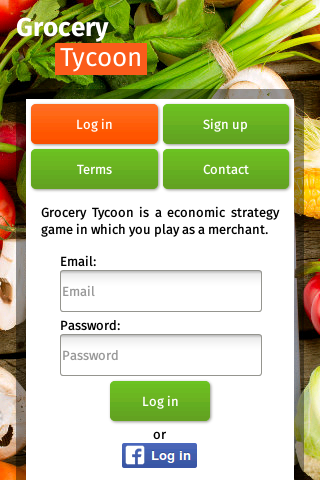 Grocery
Tycoon
Log in
Sign up
Terms
Contact
Grocery Tycoon is a economic strategy
game in which you play as a merchant.
Email:
Email
Password:
Password
Log in
or
f Log in